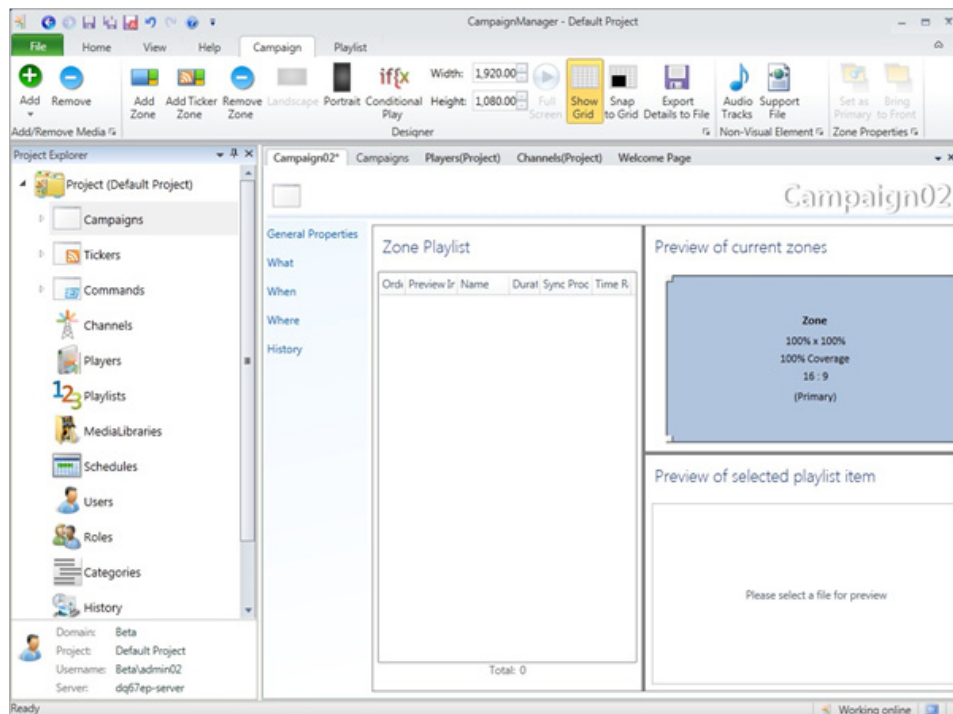 CampaignManager - Default Project
File Home View Help Campaign Playlist
Add Remove Add Zone Add Ticker Zone Remove Zone Landscape Portrait Conditional Play Width: 1,920.00 Height: 1,080.00 Full Screen Show Grid Snap to Grid Export Details to File Audio Tracks Support File Set as Primary Bring to Front
Add/Remove Media Designer Non-Visual Element Zone Properties
Project Explorer
Campaign02* Campaigns Players(Project) Channels(Project) Welcome Page
Project (Default Project)
Campaigns
Tickers
Commands
Channels
Players
123 Playlists
MediaLibraries
Schedules
Users
Roles
Categories
History
Domain: Beta
Project: Default Project
Username: Beta\admin02
Server: dq67ep-server
Campaign02
General Properties
What
When
Where
History
Zone Playlist
Orde Preview Ir Name Durat Sync Proc Time R
Total: 0
Preview of current zones
Zone
100% x 100%
100% Coverage
16 : 9
(Primary)
Preview of selected playlist item
Please select a file for preview
Ready
Working online